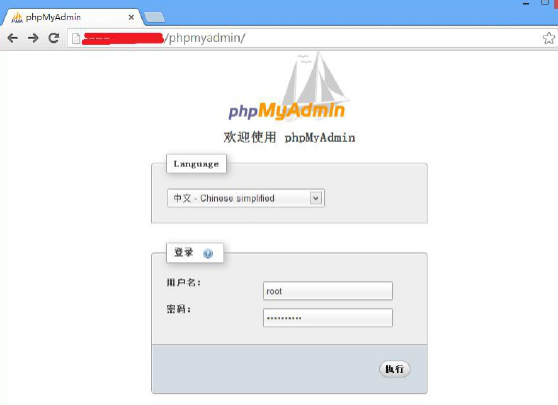 phpMyAdmin
/phpmyadmin/
phpMyAdmin
欢迎使用 phpMyAdmin
Language
中文 - Chinese simplified
登录
用户名：
root
密码：
••••••••••
执行